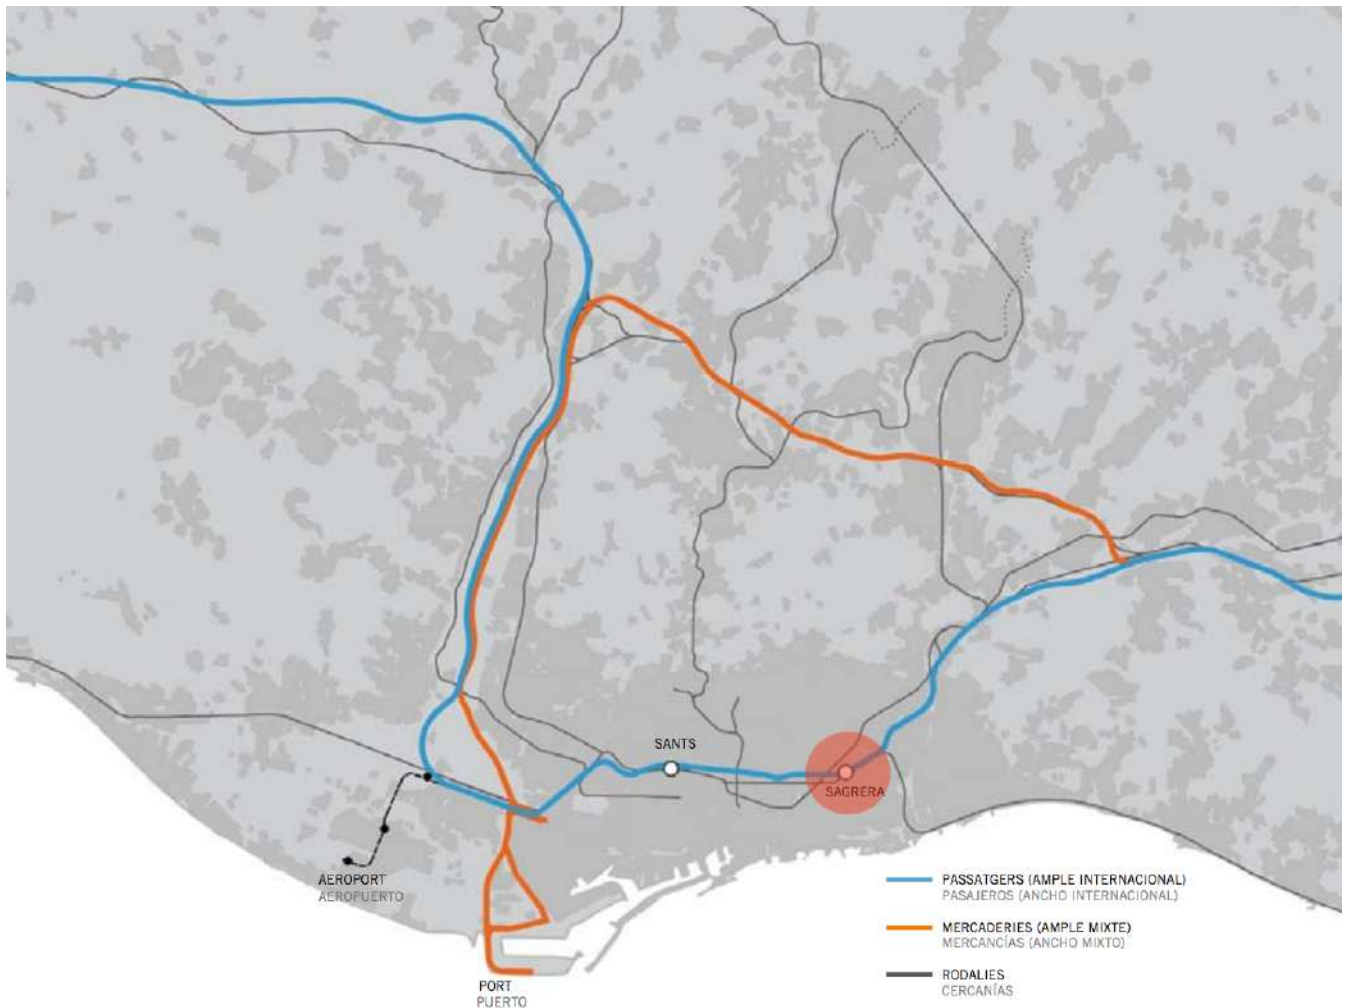 SANTS
SAGRERA
AEROPORT
AEROPUERTO
PORT
PUERTO
PASSATGERS (AMPLE INTERNACIONAL)
PASAJEROS (ANCHO INTERNACIONAL)
MERCADERIES (AMPLE MIXTE)
MERCANCÍAS (ANCHO MIXTO)
RODALIES
CERCANÍAS